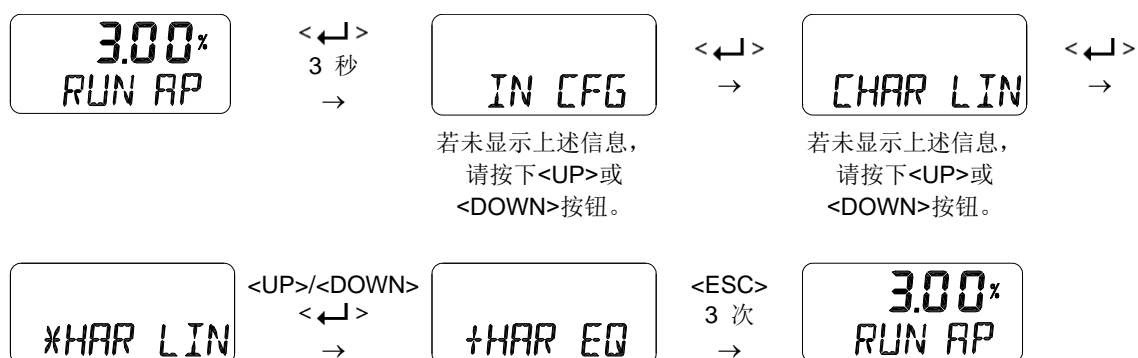 3.00%
RUN AP
<↵>
3 秒
→
IN CFG
若未显示上述信息，
请按下<UP>或
<DOWN>按钮。
<↵>
→
CHAR LIN
若未显示上述信息，
请按下<UP>或
<DOWN>按钮。
<↵>
→
*HAR LIN
<UP>/<DOWN>
<↵>
→
+HAR EQ
<ESC>
3 次
→
3.00%
RUN AP